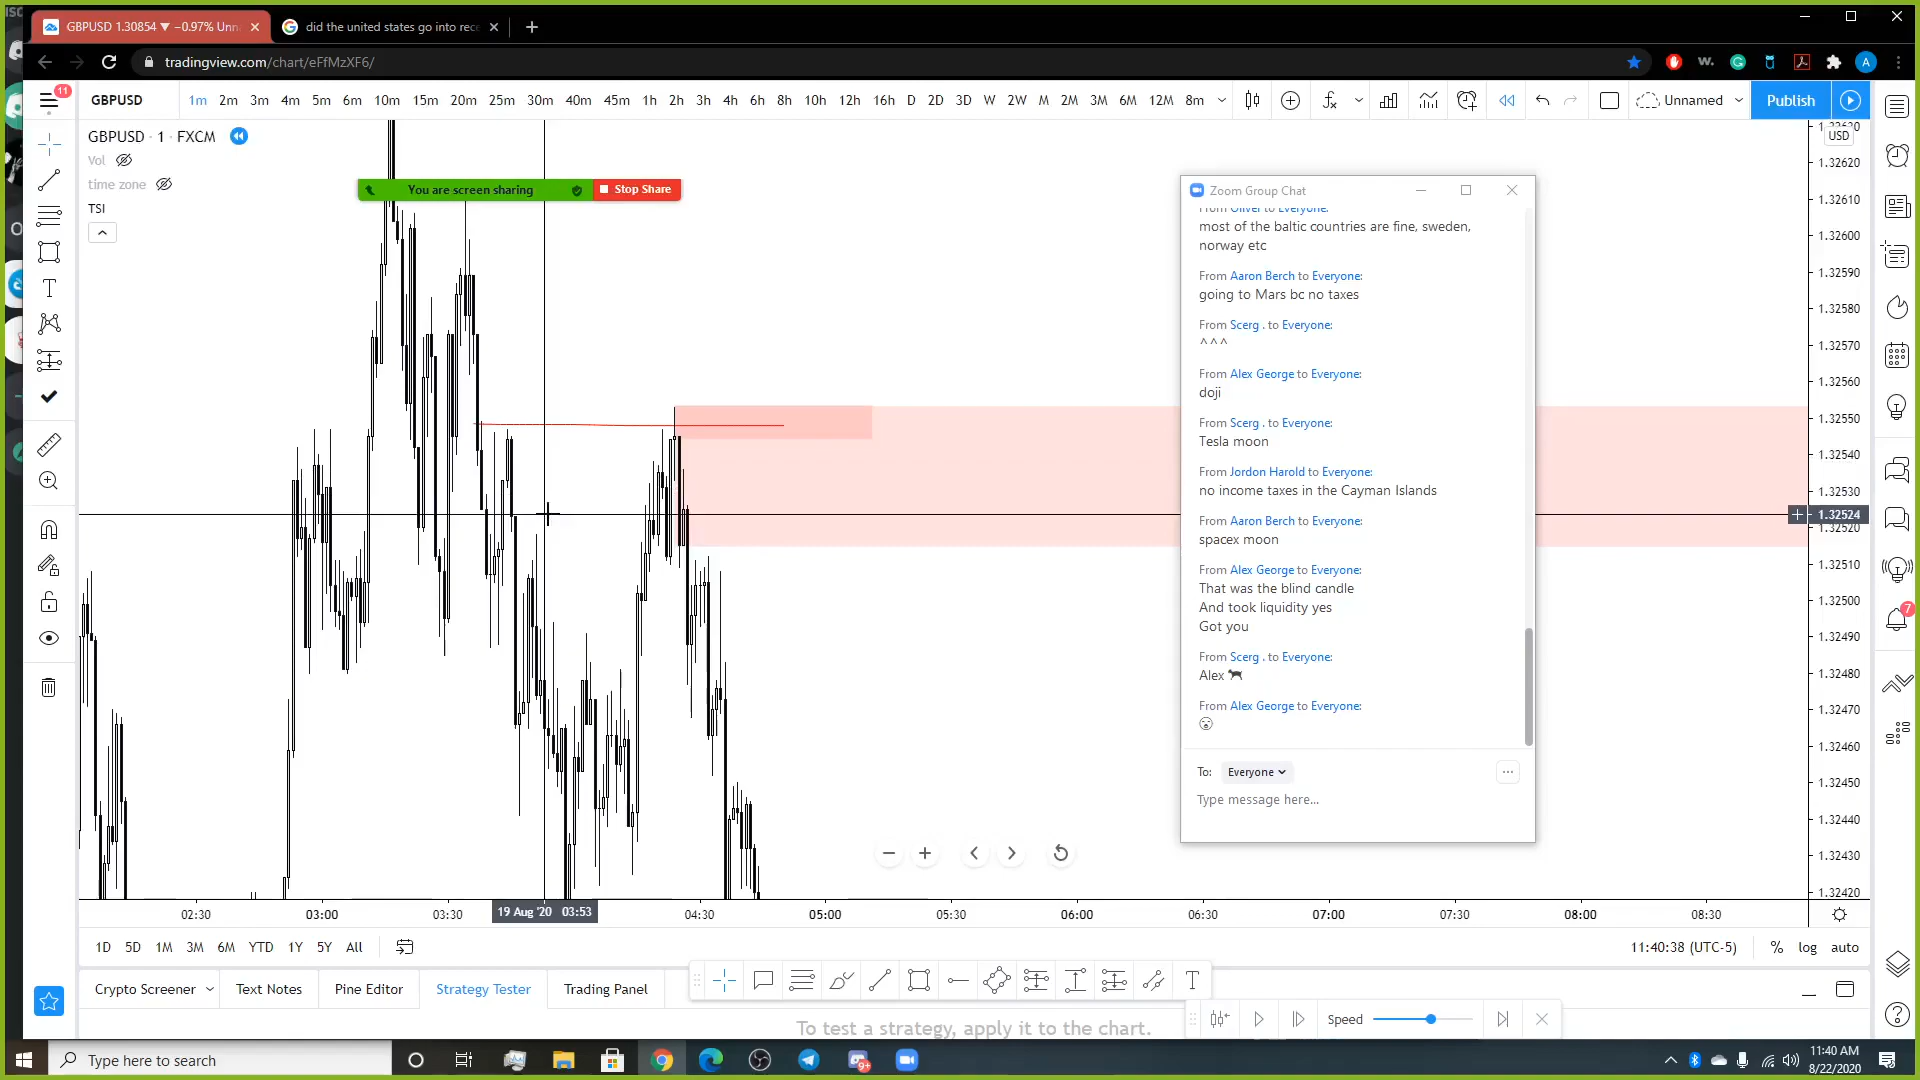 GBPUSD 1.30854 ▼ −0.97% Unn
did the united states go into rece
tradingview.com/chart/eFfMzXF6/
11
GBPUSD
1m 2m 3m 4m 5m 6m 10m 15m 20m 25m 30m 40m 45m 1h 2h 3h 4h 6h 8h 10h 12h 16h D 2D 3D W 2W M 2M 3M 6M 12M 8m
Unnamed
Publish
GBPUSD · 1 · FXCM
Vol
time zone
TSI
You are screen sharing
Stop Share
Zoom Group Chat
From Oliver to Everyone:
most of the baltic countries are fine, sweden,
norway etc
From Aaron Berch to Everyone:
going to Mars bc no taxes
From Scerg . to Everyone:
^^^
From Alex George to Everyone:
doji
From Scerg . to Everyone:
Tesla moon
From Jordon Harold to Everyone:
no income taxes in the Cayman Islands
From Aaron Berch to Everyone:
spacex moon
From Alex George to Everyone:
That was the blind candle
And took liquidity yes
Got you
From Scerg . to Everyone:
Alex 🐄
From Alex George to Everyone:
😮
To: Everyone
Type message here...
USD
1.32620
1.32610
1.32600
1.32590
1.32580
1.32570
1.32560
1.32550
1.32540
1.32530
1.32524
1.32520
1.32510
1.32500
1.32490
1.32480
1.32470
1.32460
1.32450
1.32440
1.32430
1.32420
7
02:30 03:00 03:30 19 Aug '20 03:53 04:30 05:00 05:30 06:00 06:30 07:00 07:30 08:00 08:30
1D 5D 1M 3M 6M YTD 1Y 5Y All
11:40:38 (UTC-5) % log auto
Crypto Screener Text Notes Pine Editor Strategy Tester Trading Panel
To test a strategy, apply it to the chart.
Speed
Type here to search
9+
11:40 AM
8/22/2020